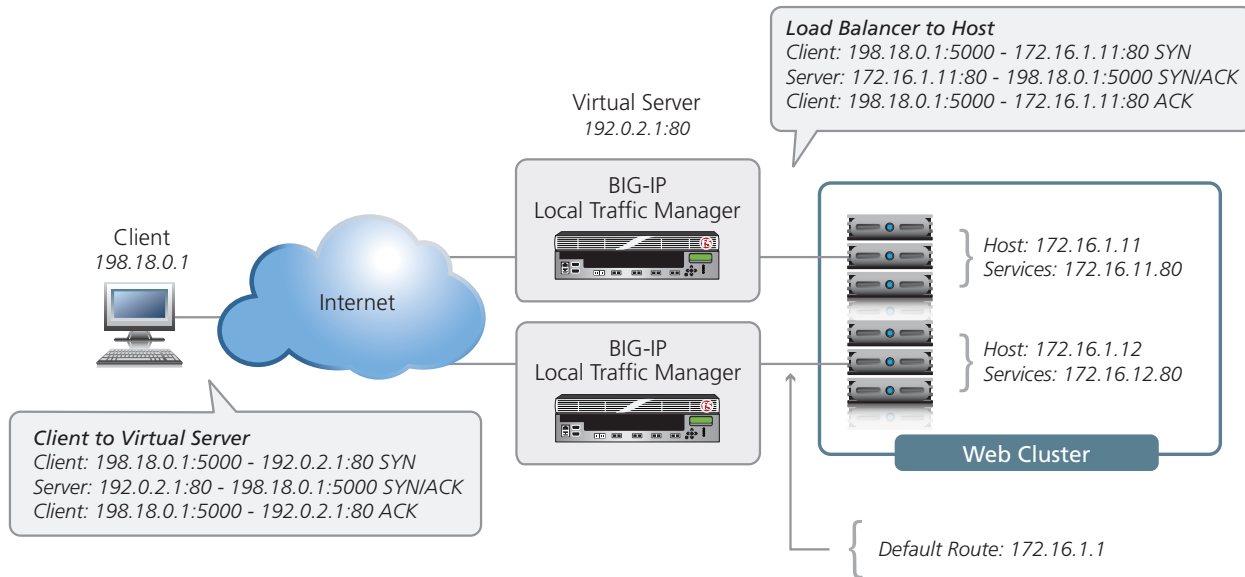 Load Balancer to Host
Client: 198.18.0.1:5000 - 172.16.1.11:80 SYN
Server: 172.16.1.11:80 - 198.18.0.1:5000 SYN/ACK
Client: 198.18.0.1:5000 - 172.16.1.11:80 ACK
Virtual Server
192.0.2.1:80
BIG-IP
Local Traffic Manager
Client
198.18.0.1
Internet
Host: 172.16.1.11
Services: 172.16.11.80
BIG-IP
Local Traffic Manager
Host: 172.16.1.12
Services: 172.16.12.80
Web Cluster
Client to Virtual Server
Client: 198.18.0.1:5000 - 192.0.2.1:80 SYN
Server: 192.0.2.1:80 - 198.18.0.1:5000 SYN/ACK
Client: 198.18.0.1:5000 - 192.0.2.1:80 ACK
Default Route: 172.16.1.1